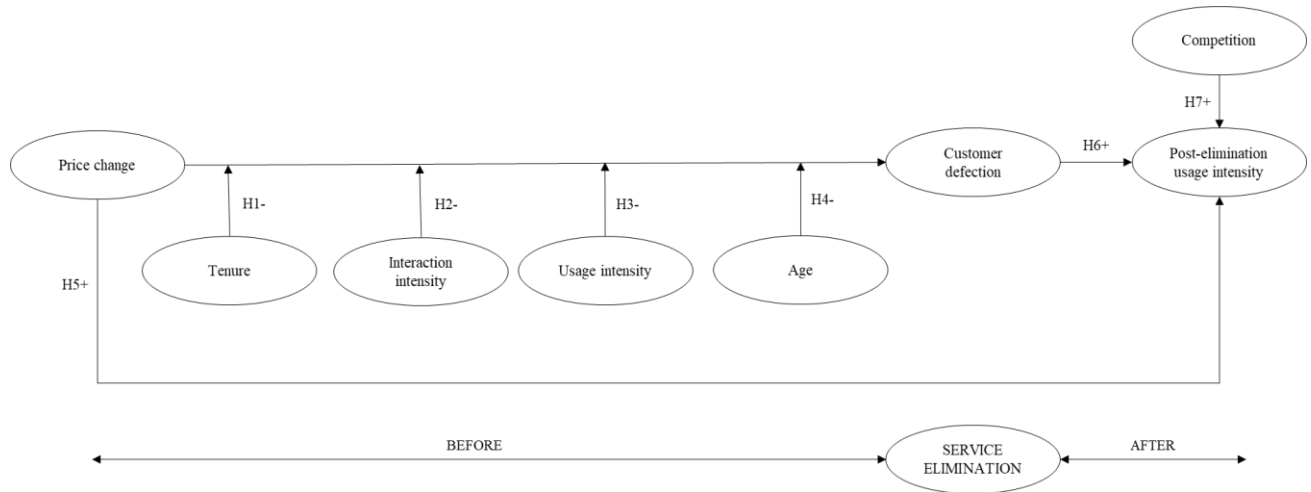 Competition
H7+
Price change
Customer
defection
H6+
Post-elimination
usage intensity
H1-
H2-
H3-
H4-
Tenure
Interaction
intensity
Usage intensity
Age
H5+
BEFORE
SERVICE
ELIMINATION
AFTER